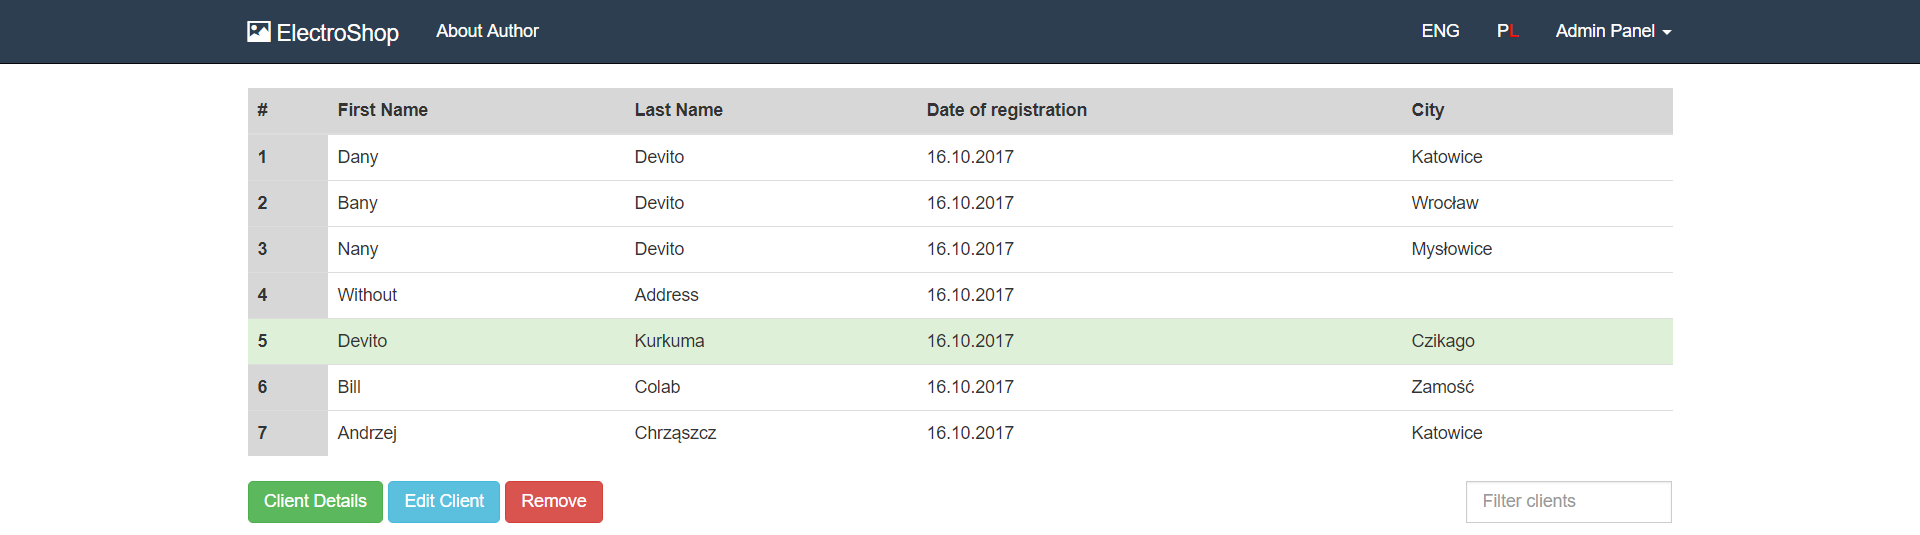 ElectroShop About Author ENG PL Admin Panel
# First Name Last Name Date of registration City
1 Dany Devito 16.10.2017 Katowice
2 Bany Devito 16.10.2017 Wrocław
3 Nany Devito 16.10.2017 Mysłowice
4 Without Address 16.10.2017
5 Devito Kurkuma 16.10.2017 Czikago
6 Bill Colab 16.10.2017 Zamość
7 Andrzej Chrząszcz 16.10.2017 Katowice
Client Details Edit Client Remove Filter clients